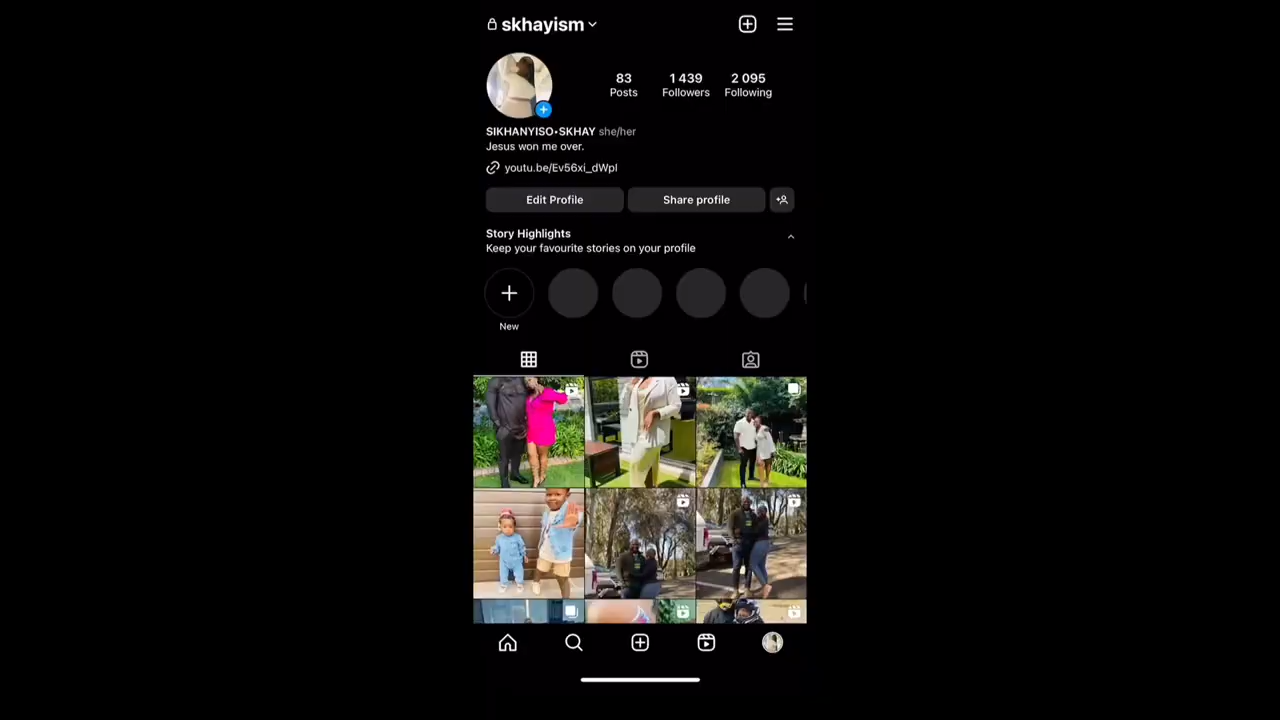 skhayism
83 1 439 2 095
Posts Followers Following
SIKHANYISO•SKHAY she/her
Jesus won me over.
youtu.be/Ev56xi_dWpI
Edit Profile Share profile
Story Highlights
Keep your favourite stories on your profile
New